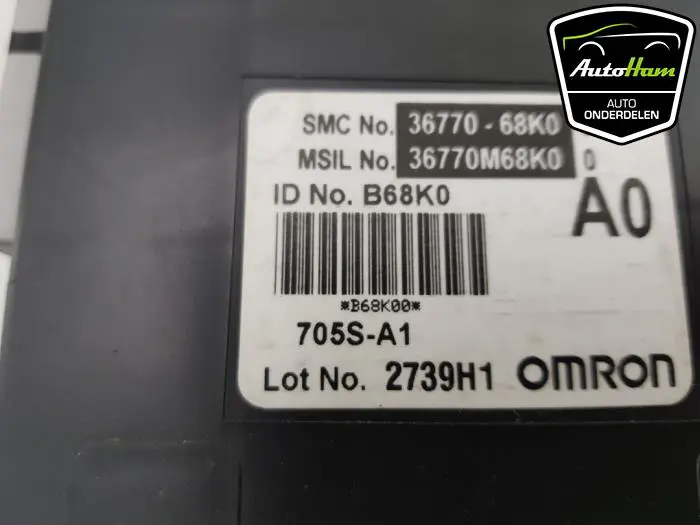 AutoHam
AUTO
ONDERDELEN
SMC No. 36770-68K0
MSIL No. 36770M68K0 0
ID No. B68K0
A0
*B68K00*
705S-A1
Lot No. 2739H1 OMRON